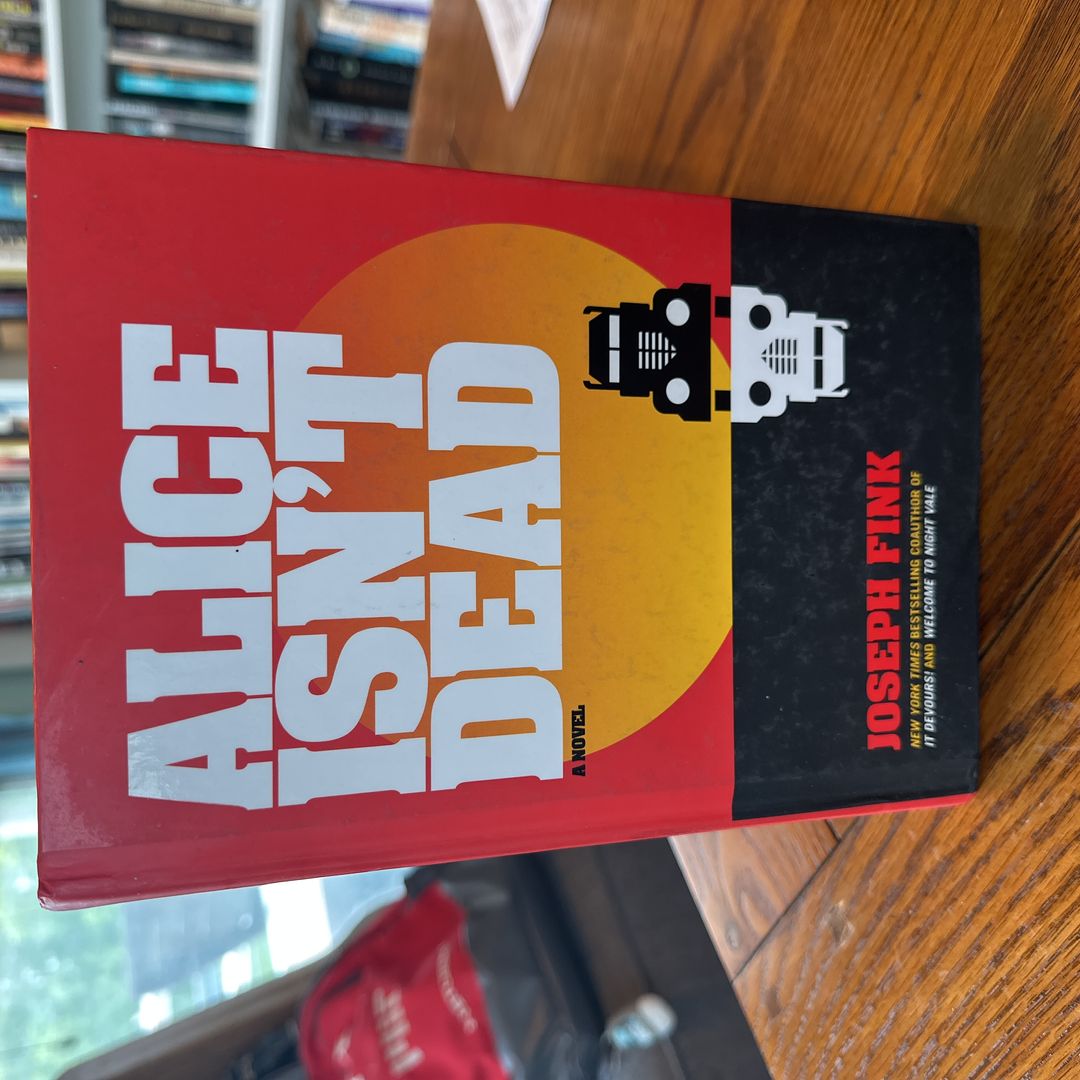 ALICE
ISN'T
DEAD
A NOVEL
JOSEPH FINK
NEW YORK TIMES BESTSELLING COAUTHOR OF
IT DEVOURS! AND WELCOME TO NIGHT VALE